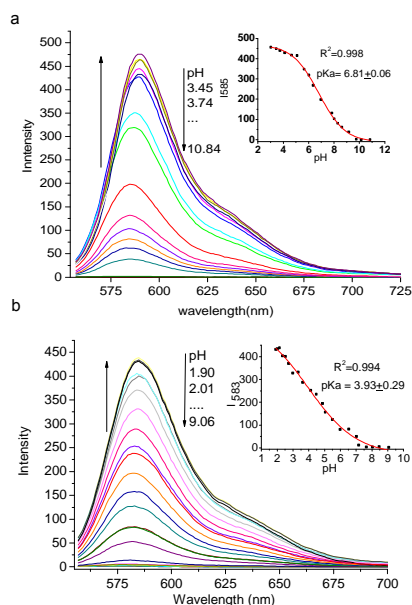 a
500
450
400
350
300
250
200
150
100
50
0
Inntensity
575 600 625 650 675 700 725
wavelength(nm)
pH
3.45
3.74
...
10.84
500
400
300
200
100
0
I585
2 4 6 8 10 12
pH
R²=0.998
pKa= 6.81±0.06
b
450
400
350
300
250
200
150
100
50
0
Intensity
575 600 625 650 675 700
Wavelength (nm)
pH
1.90
2.01
....
9.06
500
400
300
200
100
0
I 583
1 2 3 4 5 6 7 8 9 10
pH
R²=0.994
pKa = 3.93±0.29